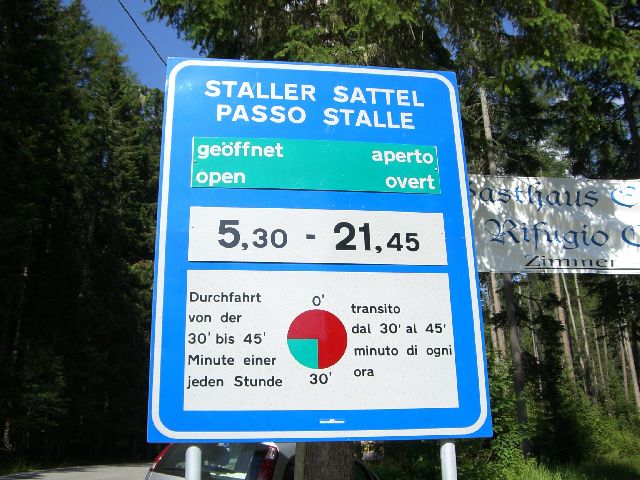 STALLER SATTEL
PASSO STALLE
geöffnet aperto
open overt
5,30 - 21,45
Durchfahrt
von der
30' bis 45'
Minute einer
jeden Stunde
0'
30'
transito
dal 30' al 45'
minuto di ogni
ora
Gasthaus
Rifugio
Zimmer